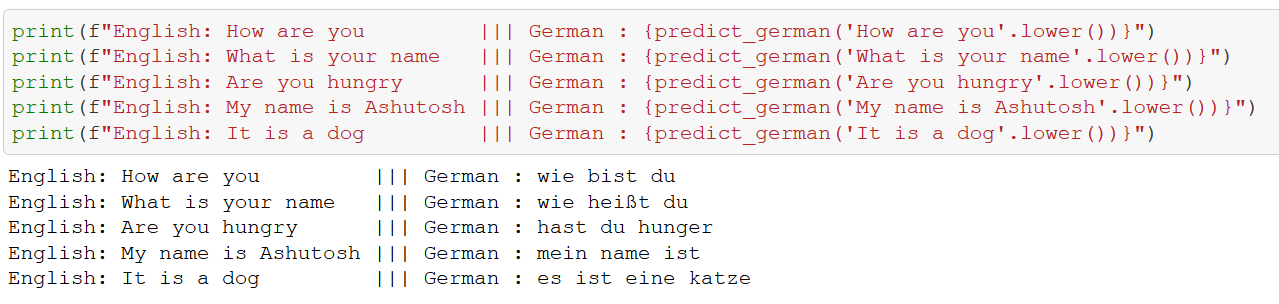 print(f"English: How are you         ||| German : {predict_german('How are you'.lower())}")
print(f"English: What is your name   ||| German : {predict_german('What is your name'.lower())}")
print(f"English: Are you hungry      ||| German : {predict_german('Are you hungry'.lower())}")
print(f"English: My name is Ashutosh ||| German : {predict_german('My name is Ashutosh'.lower())}")
print(f"English: It is a dog         ||| German : {predict_german('It is a dog'.lower())}")
English: How are you         ||| German : wie bist du
English: What is your name   ||| German : wie heißt du
English: Are you hungry      ||| German : hast du hunger
English: My name is Ashutosh ||| German : mein name ist
English: It is a dog         ||| German : es ist eine katze